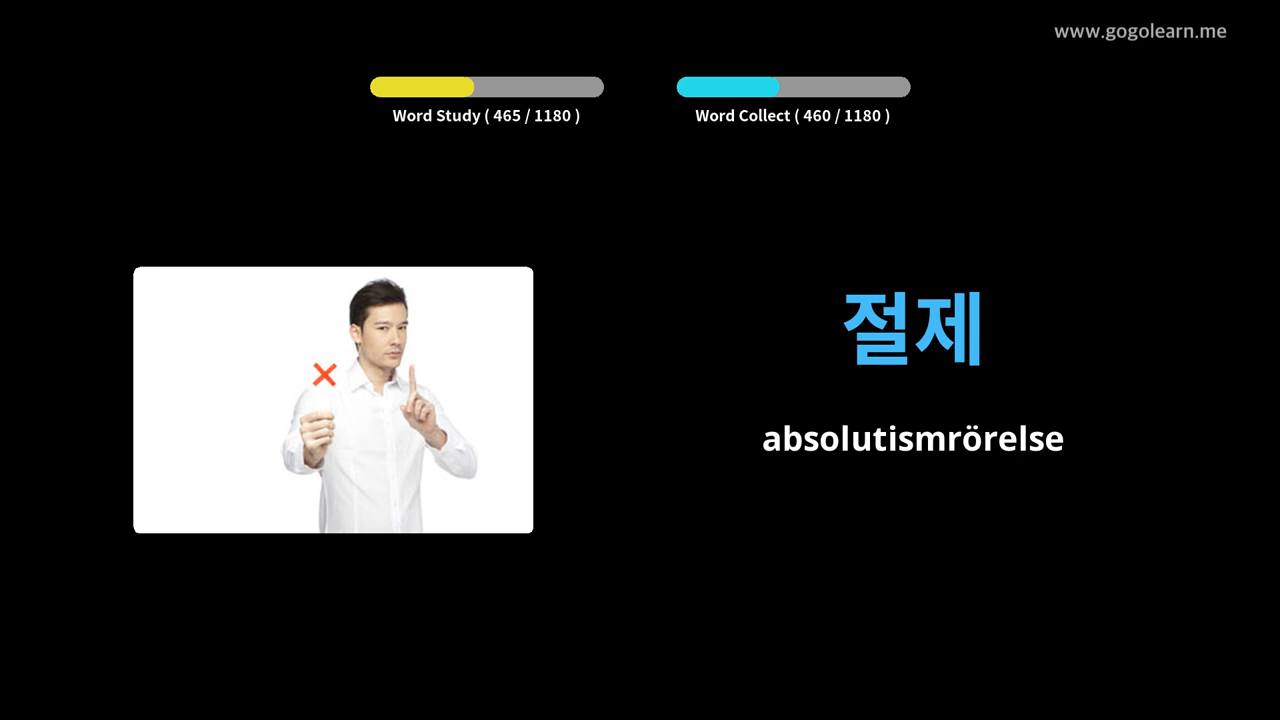 www.gogolearn.me
Word Study ( 465 / 1180 )
Word Collect ( 460 / 1180 )
절제
absolutismrörelse